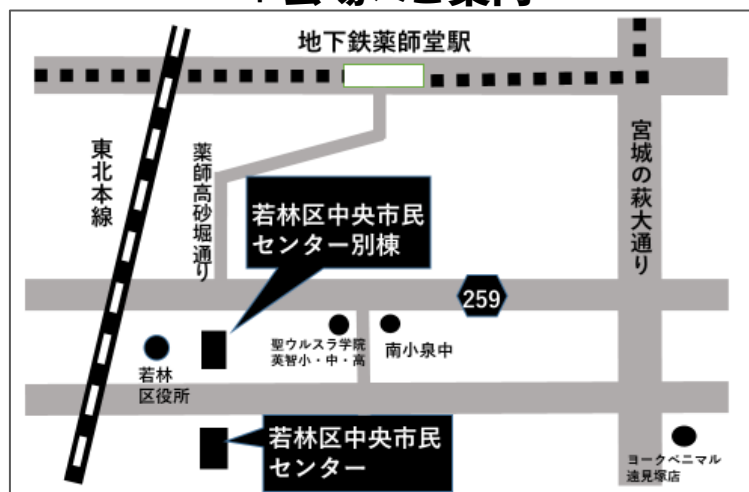 地下鉄薬師堂駅
東北本線
薬師高砂堀通り
宮城の萩大通り
若林区中央市民
センター別棟
259
聖ウルスラ学院
英智小・中・高
南小泉中
若林
区役所
若林区中央市民
センター
ヨークベニマル
遠見塚店